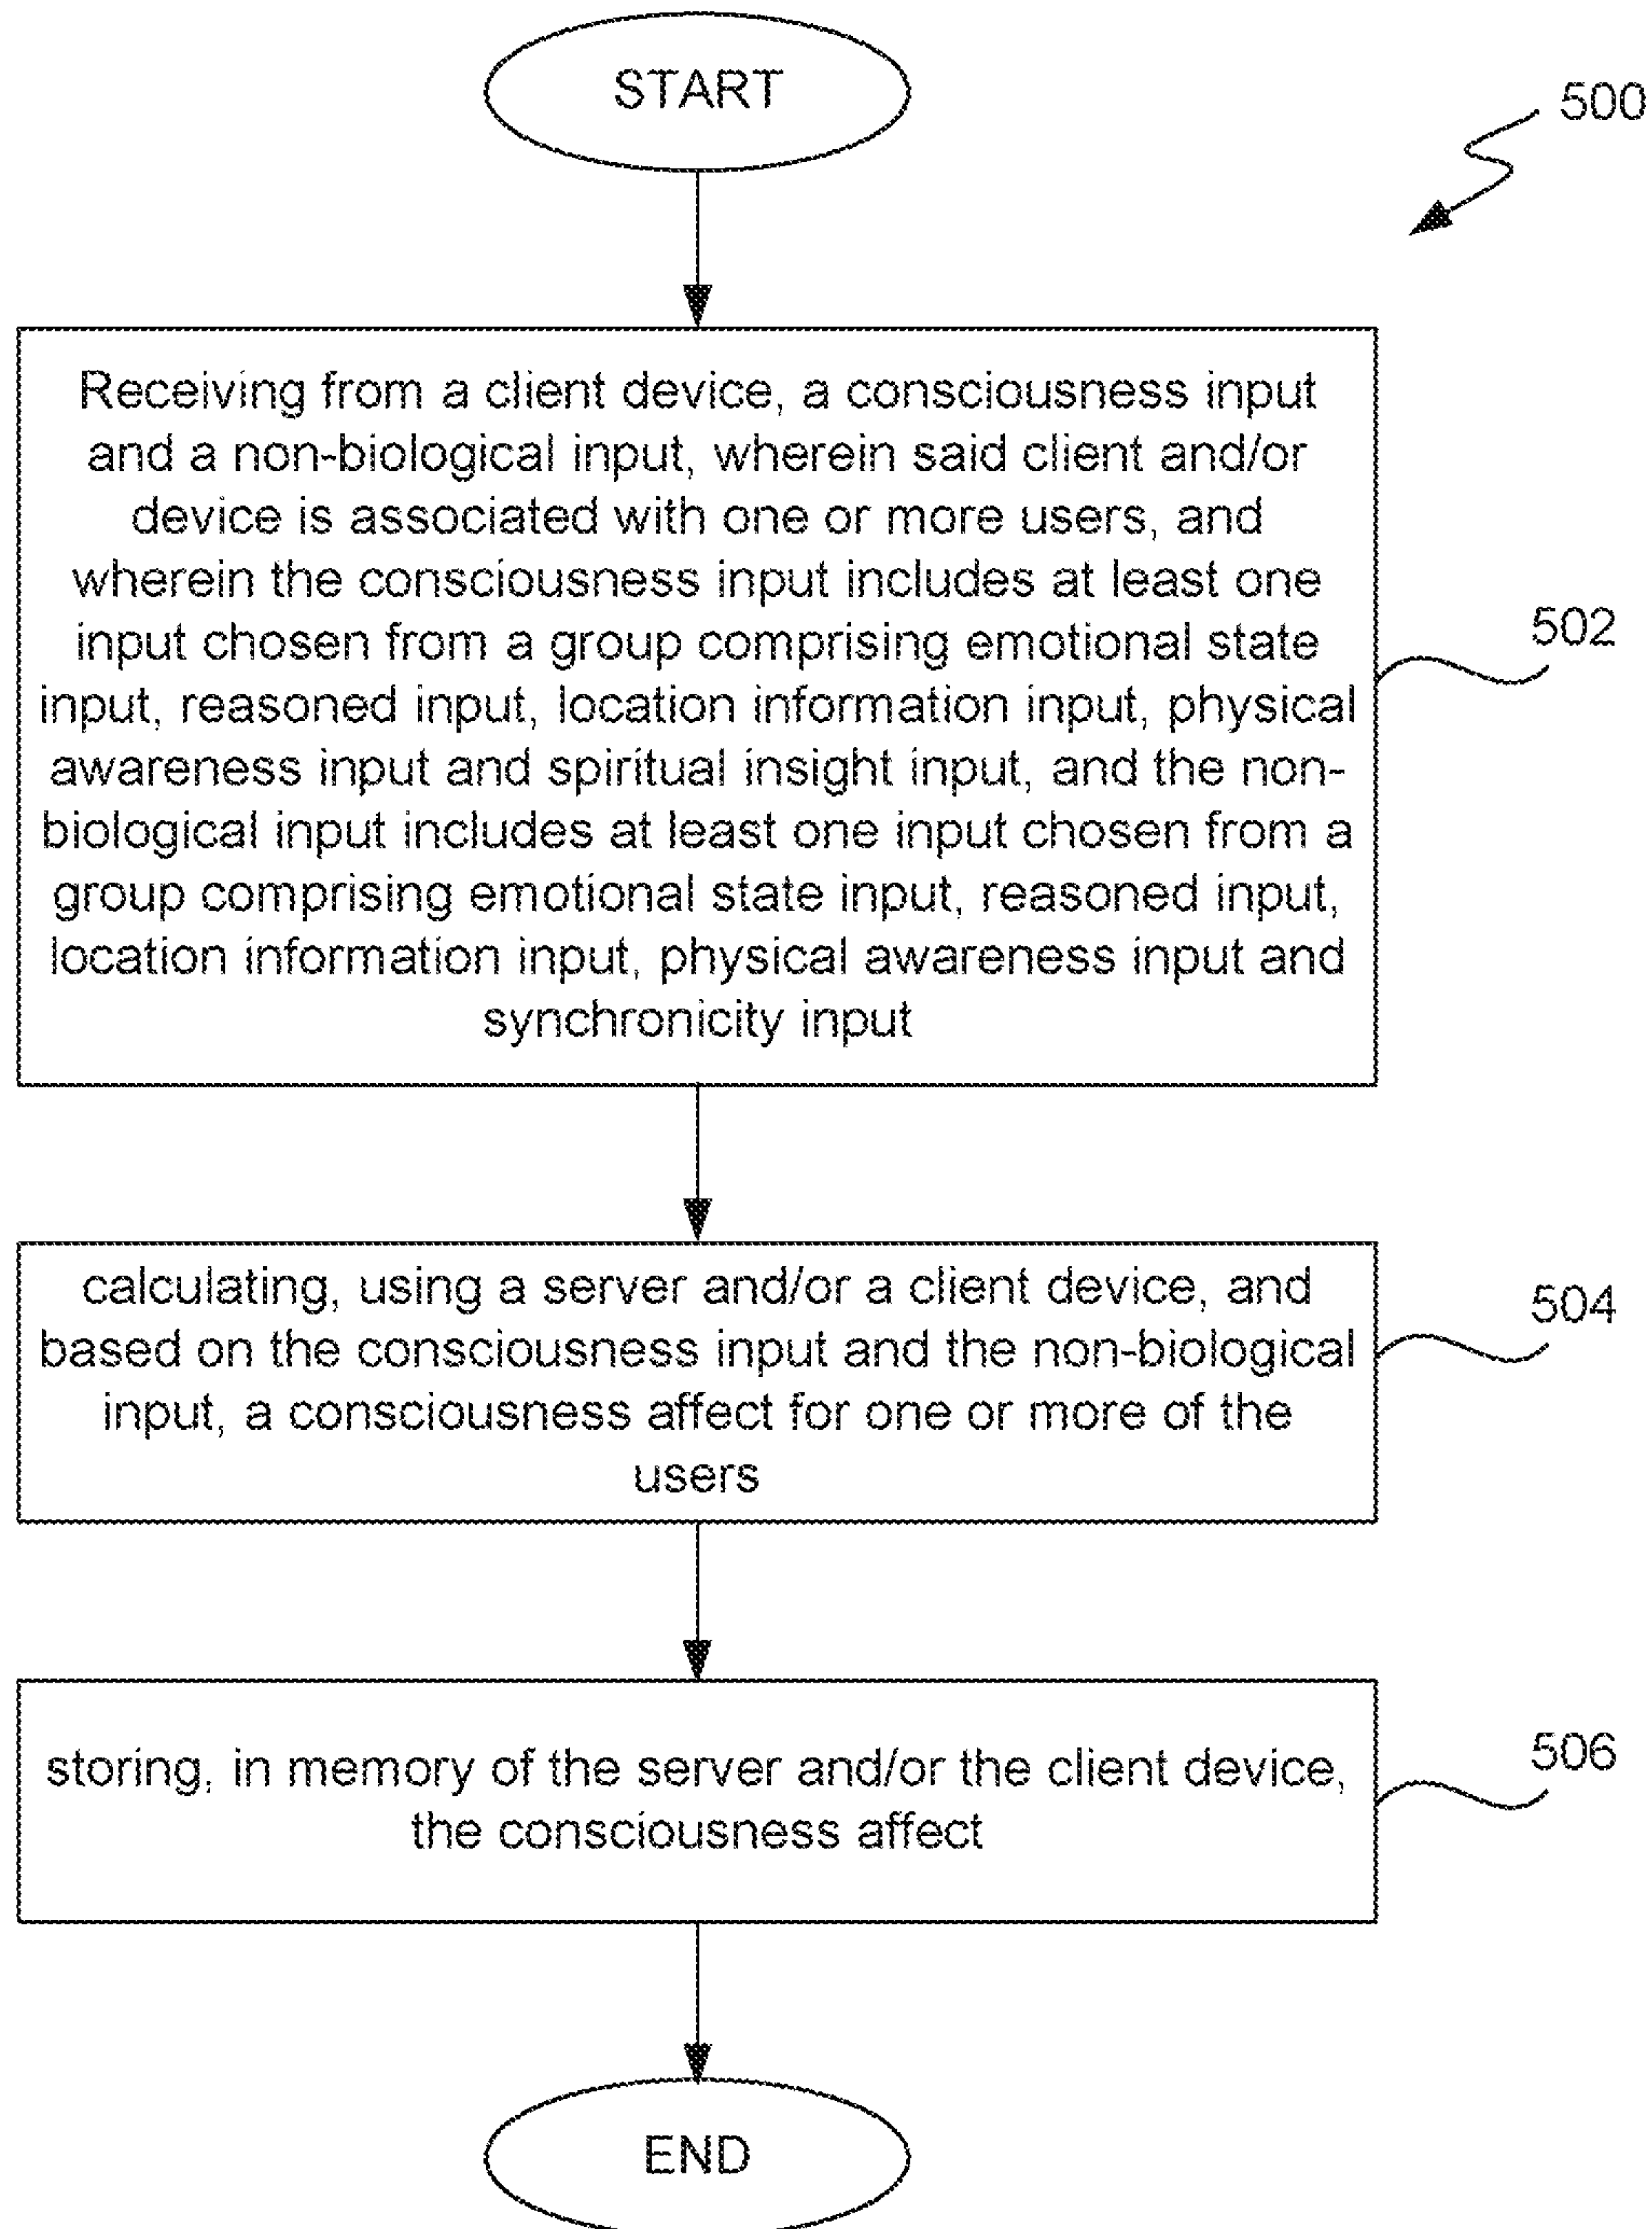 START
500
Receiving from a client device, a consciousness input
and a non-biological input, wherein said client and/or
device is associated with one or more users, and
wherein the consciousness input includes at least one
input chosen from a group comprising emotional state
input, reasoned input, location information input, physical
awareness input and spiritual insight input, and the non-
biological input includes at least one input chosen from a
group comprising emotional state input, reasoned input,
location information input, physical awareness input and
synchronicity input
502
calculating, using a server and/or a client device, and
based on the consciousness input and the non-biological
input, a consciousness affect for one or more of the
users
504
storing, in memory of the server and/or the client device,
the consciousness affect
506
END